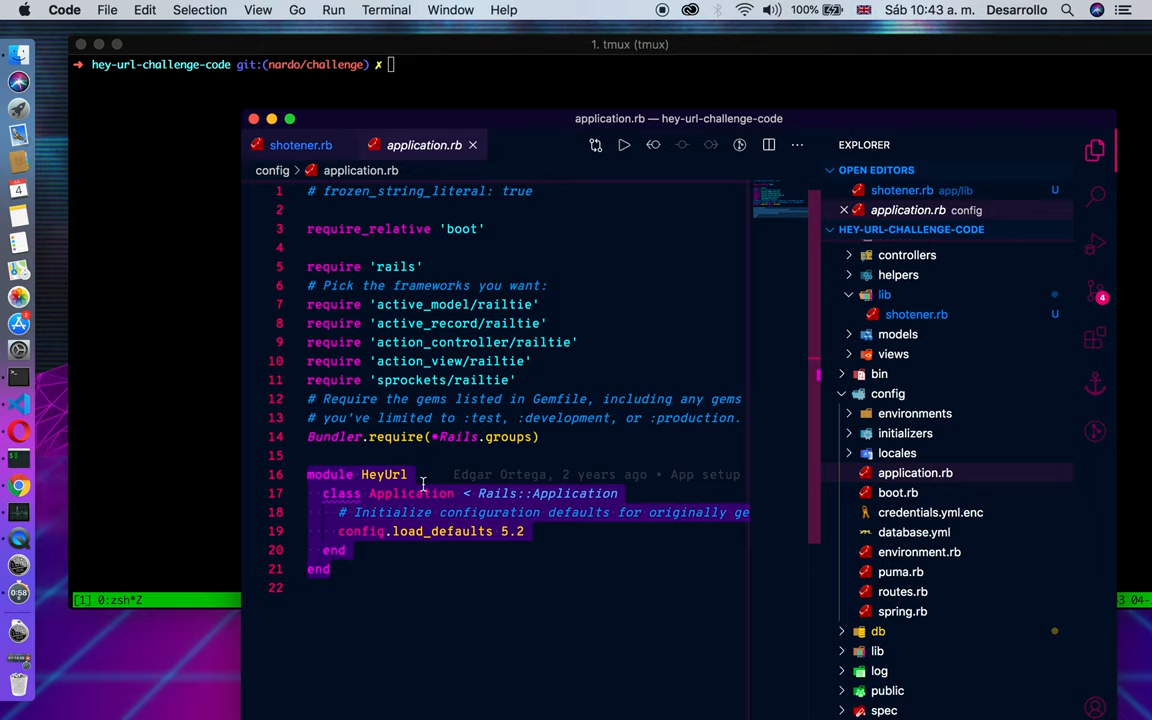 Code File Edit Selection View Go Run Terminal Window Help 100% Sáb 10:43 a. m. Desarrollo
1. tmux (tmux)
➜ hey-url-challenge-code git:(nardo/challenge) ✗
application.rb — hey-url-challenge-code
shotener.rb application.rb ×
config > application.rb
1 # frozen_string_literal: true
2
3 require_relative 'boot'
4
5 require 'rails'
6 # Pick the frameworks you want:
7 require 'active_model/railtie'
8 require 'active_record/railtie'
9 require 'action_controller/railtie'
10 require 'action_view/railtie'
11 require 'sprockets/railtie'
12 # Require the gems listed in Gemfile, including any gems
13 # you've limited to :test, :development, or :production.
14 Bundler.require(*Rails.groups)
15
16 module HeyUrl Edgar Ortega, 2 years ago • App setup
17 class Application < Rails::Application
18 # Initialize configuration defaults for originally ge
19 config.load_defaults 5.2
20 end
21 end
22
EXPLORER
OPEN EDITORS
shotener.rb app/lib U
application.rb config
HEY-URL-CHALLENGE-CODE
controllers
helpers
lib
shotener.rb U
models
views
bin
config
environments
initializers
locales
application.rb
boot.rb
credentials.yml.enc
database.yml
environment.rb
puma.rb
routes.rb
spring.rb
db
lib
log
public
spec
4
[1] 0:zsh*Z
3 04-
4
0:58